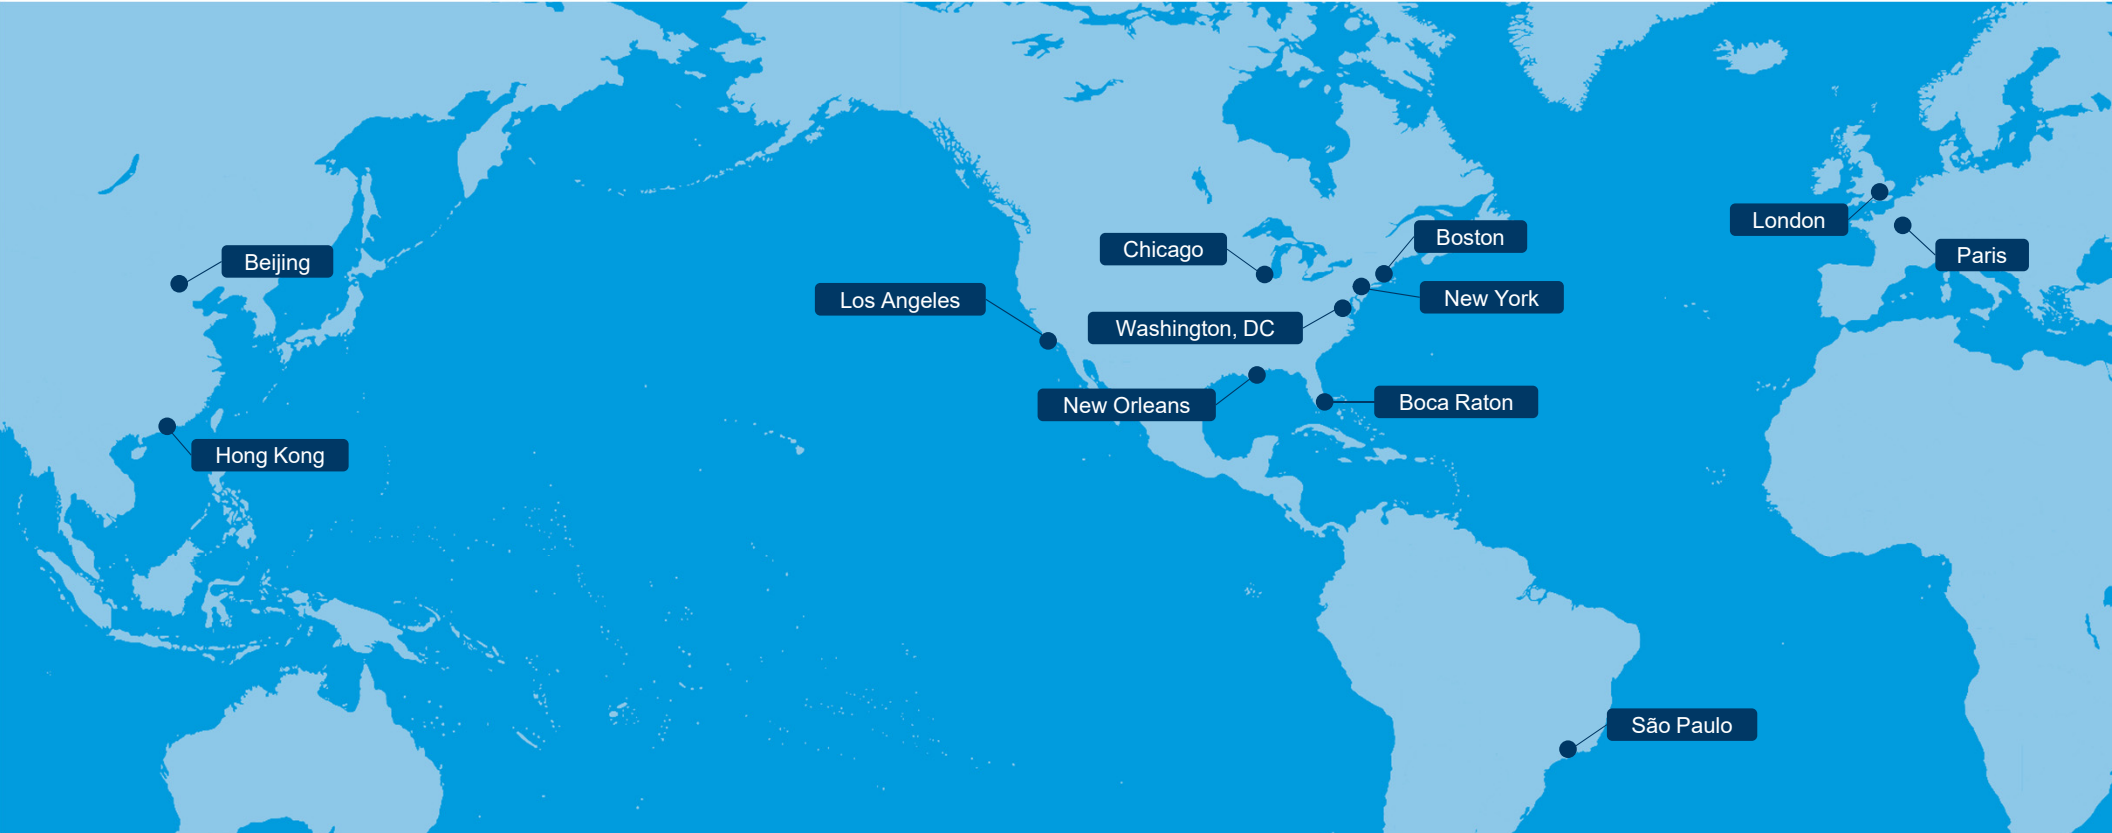 London
Boston
Chicago
Paris
Beijing
New York
Los Angeles
Washington, DC
Boca Raton
New Orleans
Hong Kong
São Paulo